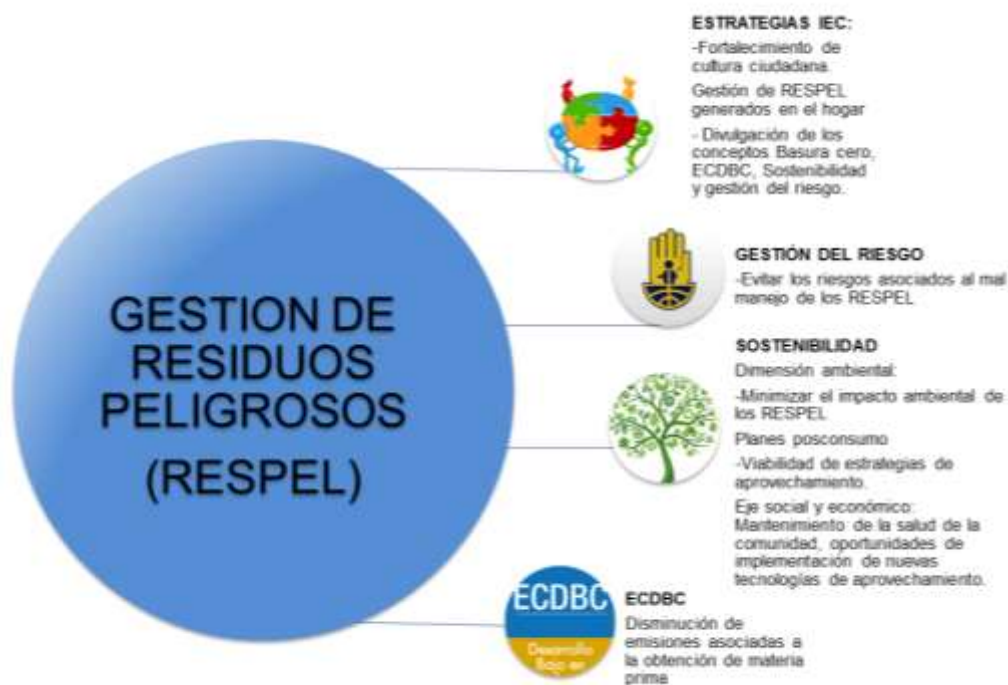 GESTION DE
RESIDUOS
PELIGROSOS
(RESPEL)
ESTRATEGIAS IEC:
-Fortalecimiento de
cultura ciudadana.
Gestión de RESPEL
generados en el hogar
- Divulgación de los
conceptos Basura cero,
ECDBC, Sostenibilidad
y gestión del riesgo.
GESTIÓN DEL RIESGO
-Evitar los riesgos asociados al mal
manejo de los RESPEL
SOSTENIBILIDAD
Dimensión ambiental:
-Minimizar el impacto ambiental de
los RESPEL
Planes posconsumo
-Viabilidad de estrategias de
aprovechamiento.
Eje social y económico:
Mantenimiento de la salud de la
comunidad, oportunidades de
implementación de nuevas
tecnologías de aprovechamiento.
ECDBC
Desarrollo
Bajo en
ECDBC
Disminución de
emisiones asociadas a
la obtención de materia
prima